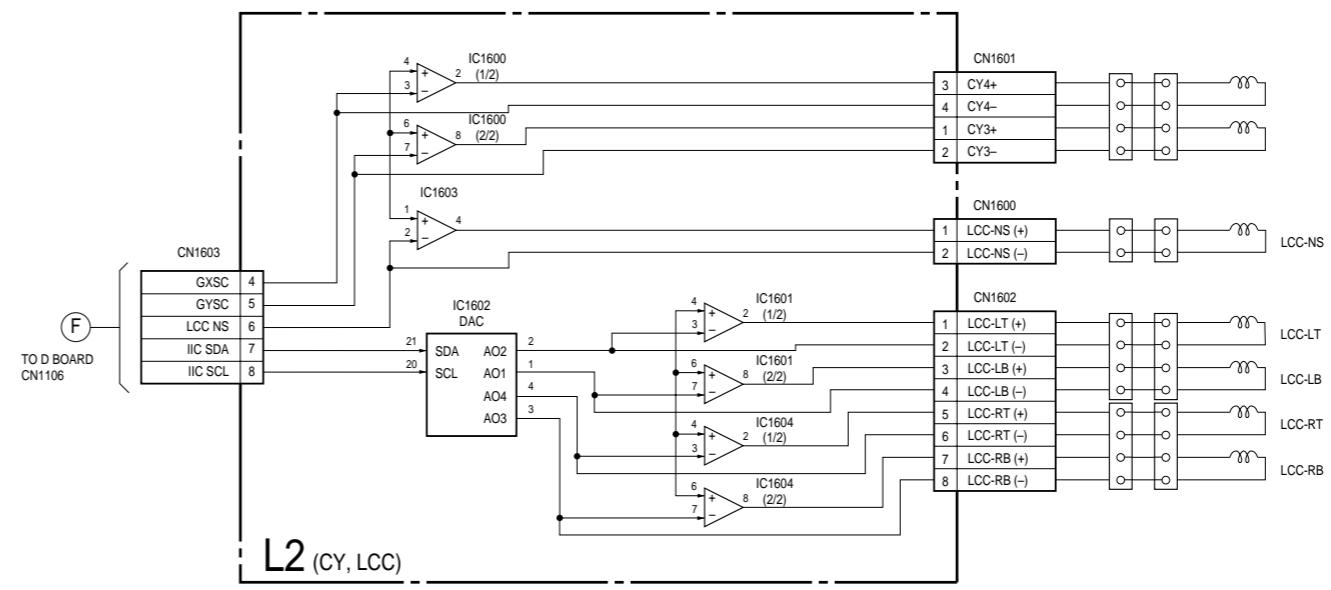 IC1600
(1/2)
4
+
2
3
–
IC1600
(2/2)
6
+
8
7
–
IC1603
1
+
4
2
–
CN1601
3 CY4+
4 CY4–
1 CY3+
2 CY3–
CN1600
1 LCC-NS (+)
2 LCC-NS (–)
LCC-NS
CN1603
GXSC 4
GYSC 5
LCC NS 6
IIC SDA 7
IIC SCL 8
F
TO D BOARD
CN1106
IC1602
DAC
21 SDA AO2 2
20 SCL AO1 1
AO4 4
AO3 3
IC1601
(1/2)
4
+
2
3
–
IC1601
(2/2)
6
+
8
7
–
IC1604
(1/2)
4
+
2
3
–
IC1604
(2/2)
6
+
8
7
–
CN1602
1 LCC-LT (+)
2 LCC-LT (–)
3 LCC-LB (+)
4 LCC-LB (–)
5 LCC-RT (+)
6 LCC-RT (–)
7 LCC-RB (+)
8 LCC-RB (–)
LCC-LT
LCC-LB
LCC-RT
LCC-RB
L2 (CY, LCC)